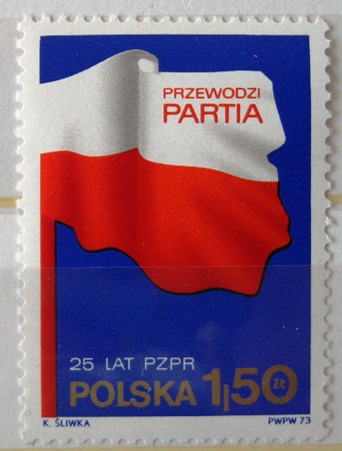 PRZEWODZI
PARTIA
25 LAT PZPR
POLSKA 1,50 ZŁ
K. ŚLIWKA PWPW 73